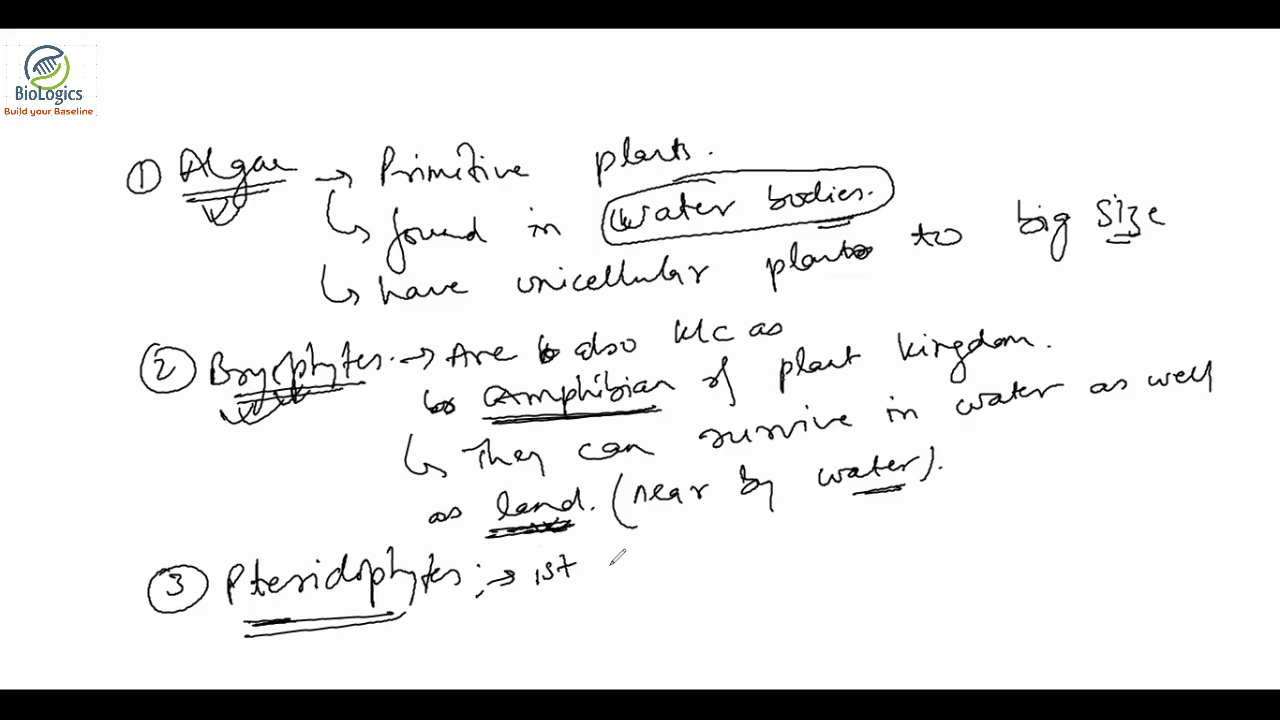 BioLogics
Build your Baseline
① Algae → Primitive plants.
↳ found in water bodies.
↳ have unicellular plants to big size
② Bryophytes. → Are also K/c as
↳ Amphibian of plant kingdom.
↳ They can survive in water as well
as land. (near by water).
③ Pteridophytes :→ 1st